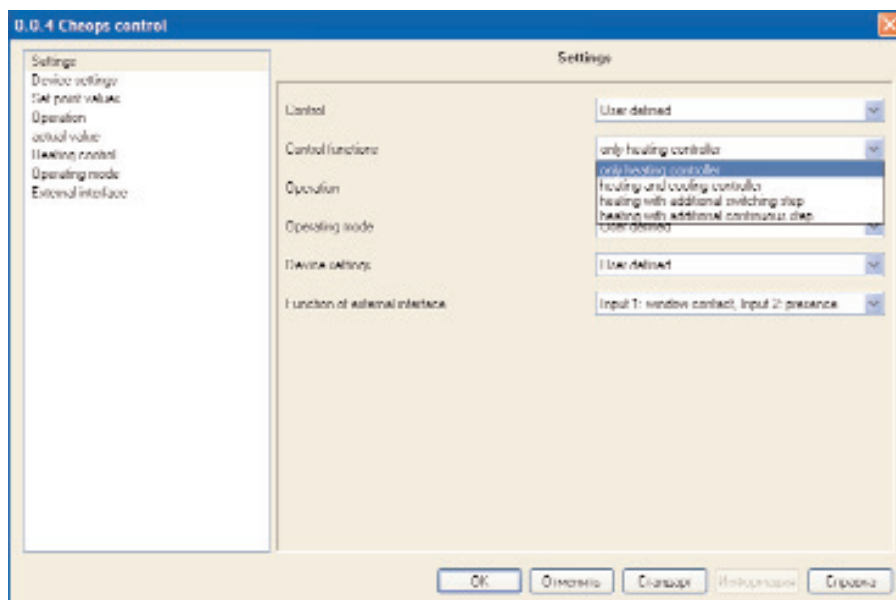 0.0.4 Cheops control
Settings
Device settings
Set point values
Operation
actual value
Heating control
Operating mode
External interface
Settings
Control
User defined
Control functions
only heating controller
only heating controller
heating and cooling controller
heating with additional switching step
heating with additional continuous step
Operation
Operating mode
User defined
Device settings
User defined
Function of external interface
Input 1: window contact, Input 2: presence
OK
Отменить
Стандарт
Информация
Справка